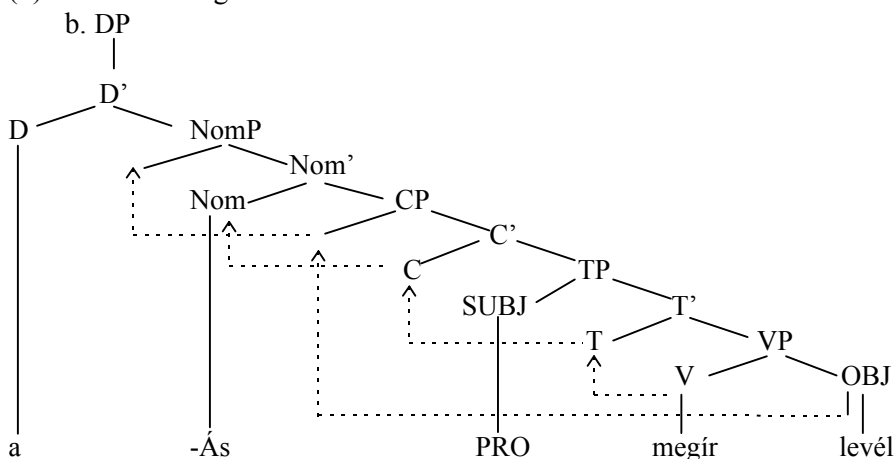 b. DP
D’
D NomP
Nom’
Nom CP
C’
C TP
SUBJ T’
T VP
V OBJ
a -Ás PRO megír levél